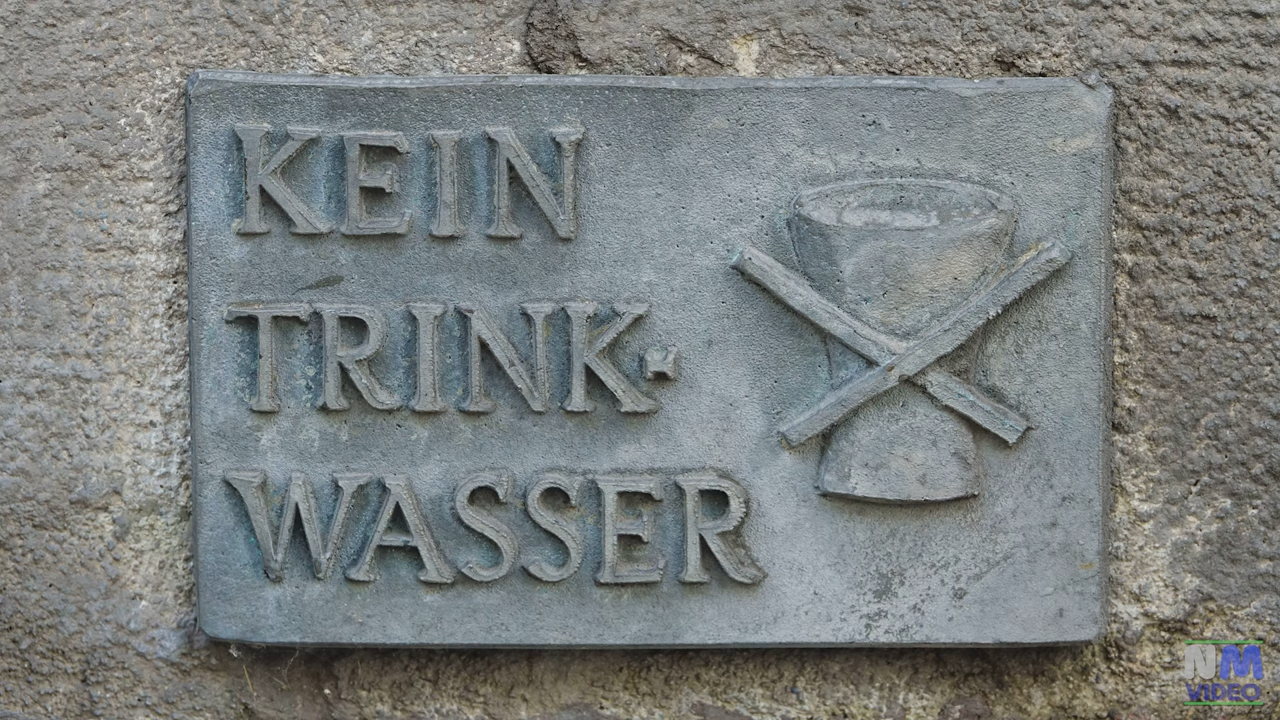 KEIN
TRINK-
WASSER
NM
VIDEO